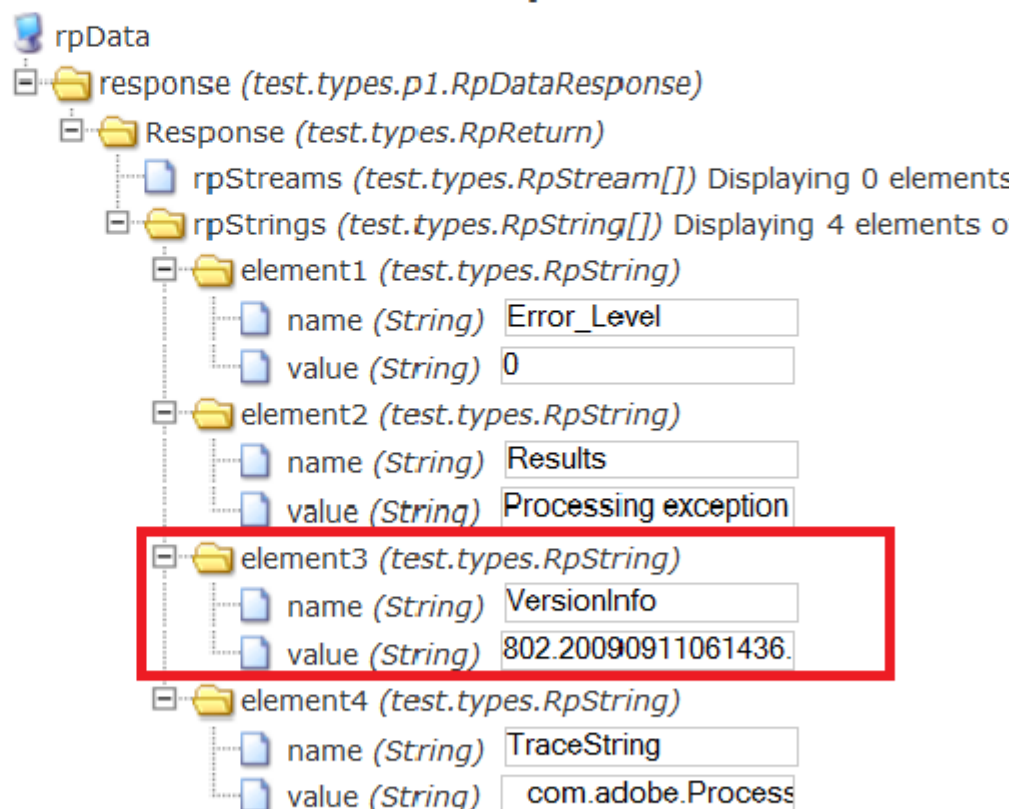 rpData
response (test.types.p1.RpDataResponse)
Response (test.types.RpReturn)
rpStreams (test.types.RpStream[]) Displaying 0 elements
rpStrings (test.types.RpString[]) Displaying 4 elements
element1 (test.types.RpString)
name (String) Error_Level
value (String) 0
element2 (test.types.RpString)
name (String) Results
value (String) Processing exception
element3 (test.types.RpString)
name (String) VersionInfo
value (String) 802.20090911061436.
element4 (test.types.RpString)
name (String) TraceString
value (String) com.adobe.Process